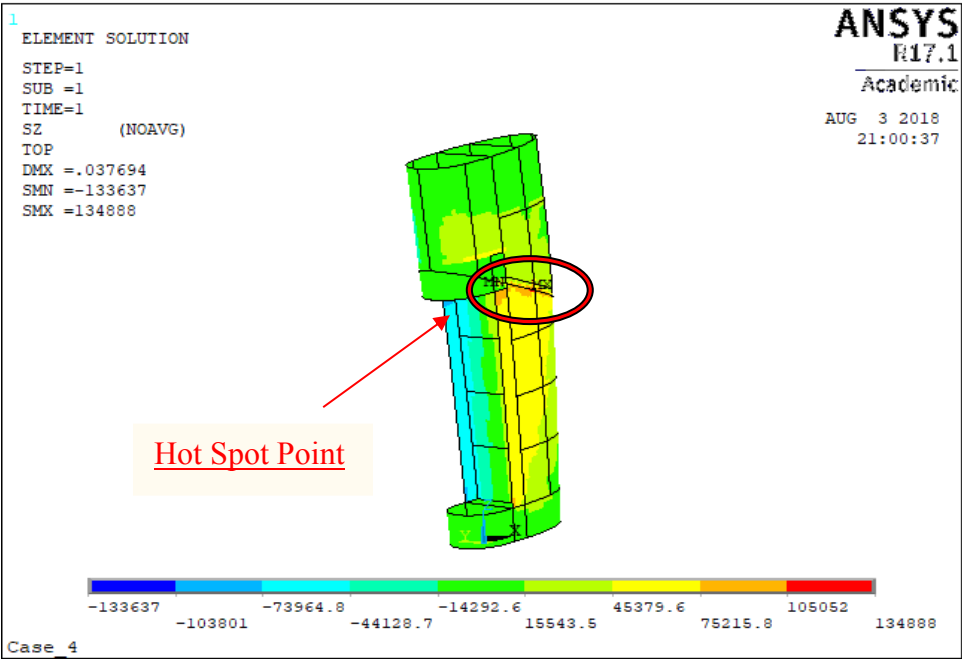 1
ELEMENT SOLUTION
STEP=1
SUB =1
TIME=1
SZ (NOAVG)
TOP
DMX =.037694
SMN =-133637
SMX =134888
ANSYS
R17.1
Academic
AUG 3 2018
21:00:37
MN
Hot Spot Point
Y
X
-133637 -73964.8 -14292.6 45379.6 105052
-103801 -44128.7 15543.5 75215.8 134888
Case_4